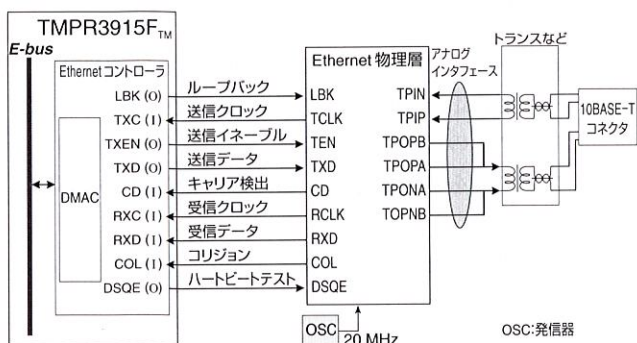 TMPR3915F™
E-bus
Ethernet コントローラ
DMAC
LBK (O)
TXC (I)
TXEN (O)
TXD (O)
CD (I)
RXC (I)
RXD (I)
COL (I)
DSQE (O)
ループバック
送信クロック
送信イネーブル
送信データ
キャリア検出
受信クロック
受信データ
コリジョン
ハートビートテスト
Ethernet 物理層
LBK
TCLK
TEN
TXD
CD
RCLK
RXD
COL
DSQE
TPIN
TPIP
TPOPB
TPOPA
TPONA
TOPNB
アナログ
インタフェース
トランスなど
10BASE-T
コネクタ
OSC
20 MHz
OSC:発信器